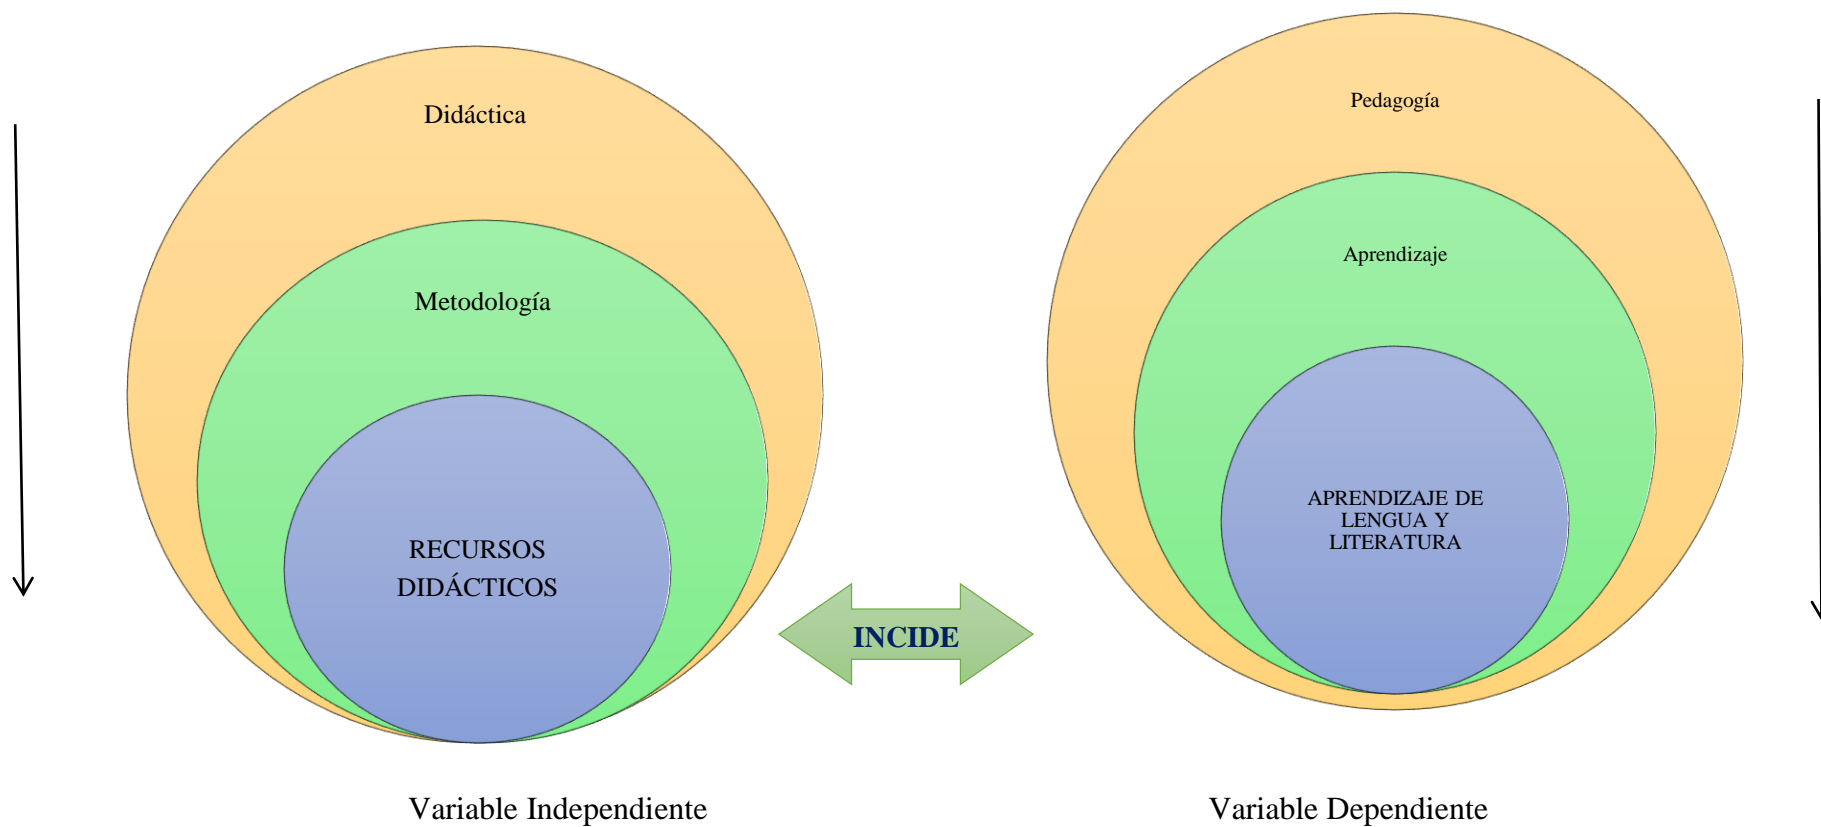 Didáctica
Metodología
RECURSOS
DIDÁCTICOS
INCIDE
Pedagogía
Aprendizaje
APRENDIZAJE DE
LENGUA Y
LITERATURA
Variable Independiente
Variable Dependiente